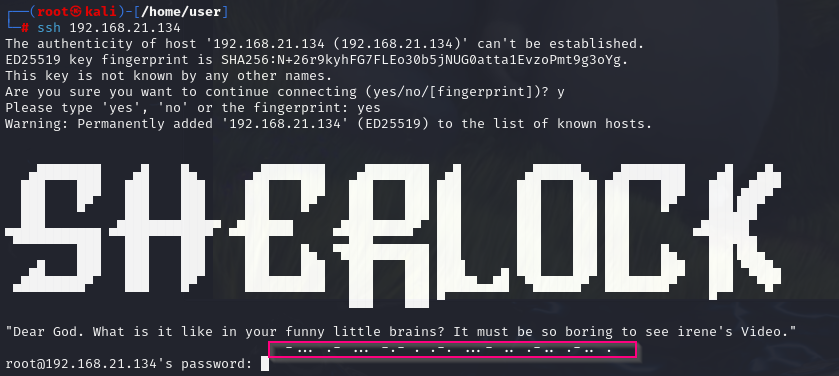 ┌──(root㉿kali)-[/home/user]
└─# ssh 192.168.21.134
The authenticity of host '192.168.21.134 (192.168.21.134)' can't be established.
ED25519 key fingerprint is SHA256:N+26r9kyhFG7FLEo30b5jNUG0atta1EvzoPmt9g3oYg.
This key is not known by any other names.
Are you sure you want to continue connecting (yes/no/[fingerprint])? y
Please type 'yes', 'no' or the fingerprint: yes
Warning: Permanently added '192.168.21.134' (ED25519) to the list of known hosts.
SHERLOCK
"Dear God. What is it like in your funny little brains? It must be so boring to see irene's Video."
-... .- ... -.- . .-. ...- .. .-.. .-.. .
root@192.168.21.134's password: